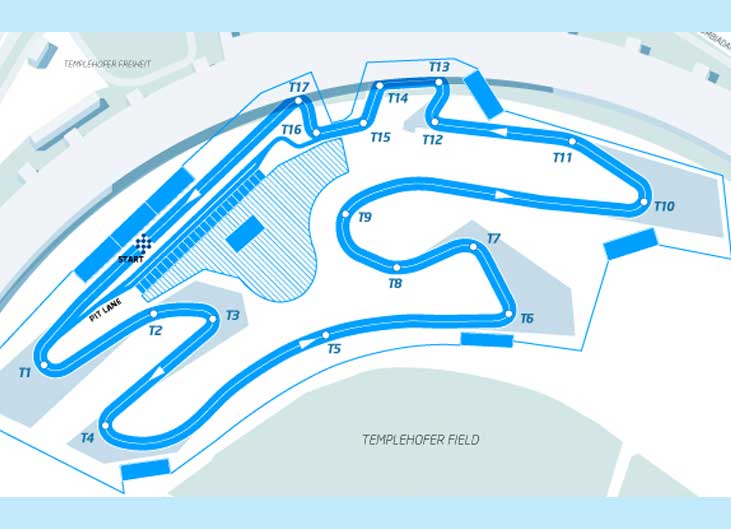 TEMPLEHOFER FREIHEIT
T13
T17
T14
T16
T15
T12
T11
T10
T9
T7
START
T8
PIT LANE
T2
T3
T6
T5
T1
T4
TEMPLEHOFER FIELD